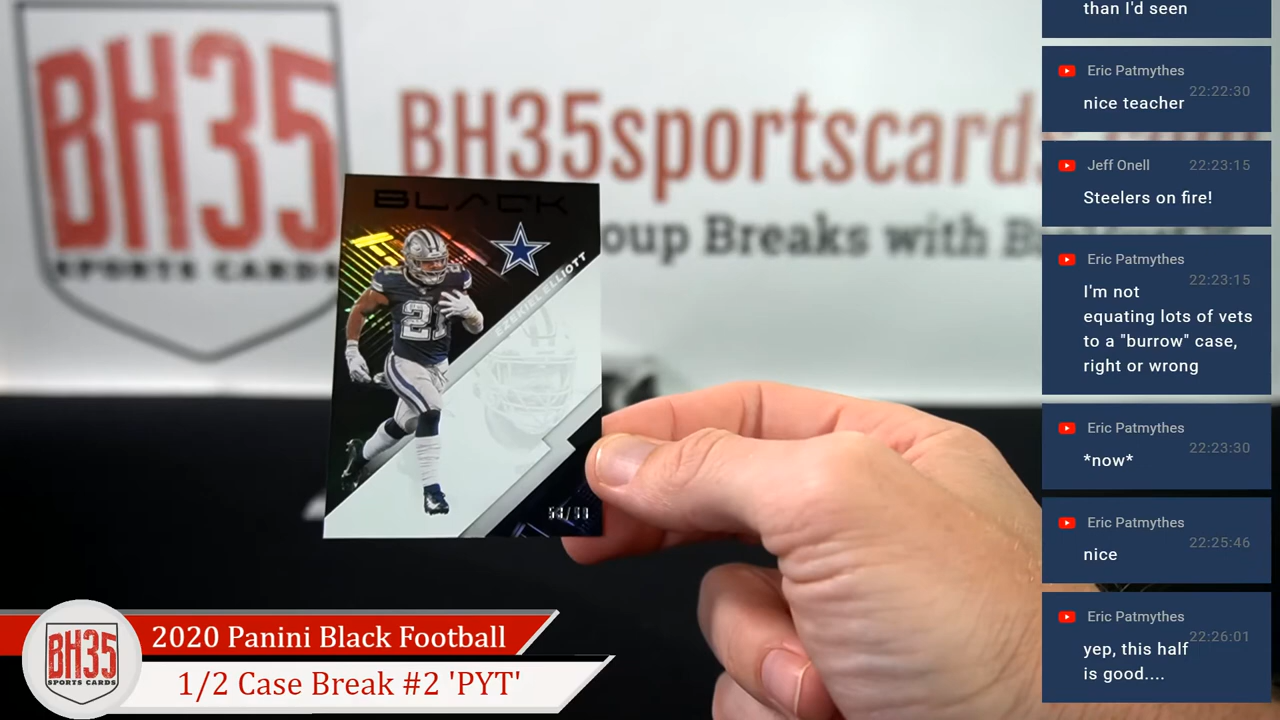 BH35
SPORTS CARDS
BH35sportscards
oup Breaks with
BLACK
EZEKIEL ELLIOTT
21
than I'd seen
Eric Patmythes
22:22:30
nice teacher
Jeff Onell 22:23:15
Steelers on fire!
Eric Patmythes
22:23:15
I'm not
equating lots of vets
to a "burrow" case,
right or wrong
Eric Patmythes
22:23:30
*now*
Eric Patmythes
22:25:46
nice
Eric Patmythes
22:26:01
yep, this half
is good....
BH35
SPORTS CARDS
2020 Panini Black Football
1/2 Case Break #2 'PYT'